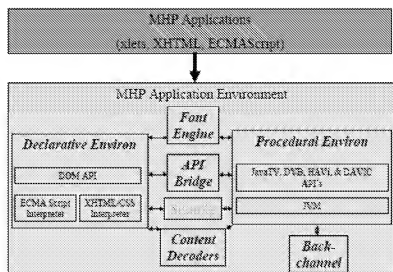 MHP Applications
(xlets, XHTML, ECMAScript)
MHP Application Environment
Font
Engine
Declarative Environ
Procedural Environ
API
Bridge
DOM API
JavaTV, DVB, HAVi, & DAVIC
API's
ECMA Script
Interpreter
XHTML/CSS
Interpreter
JVM
Content
Decoders
Back-
channel